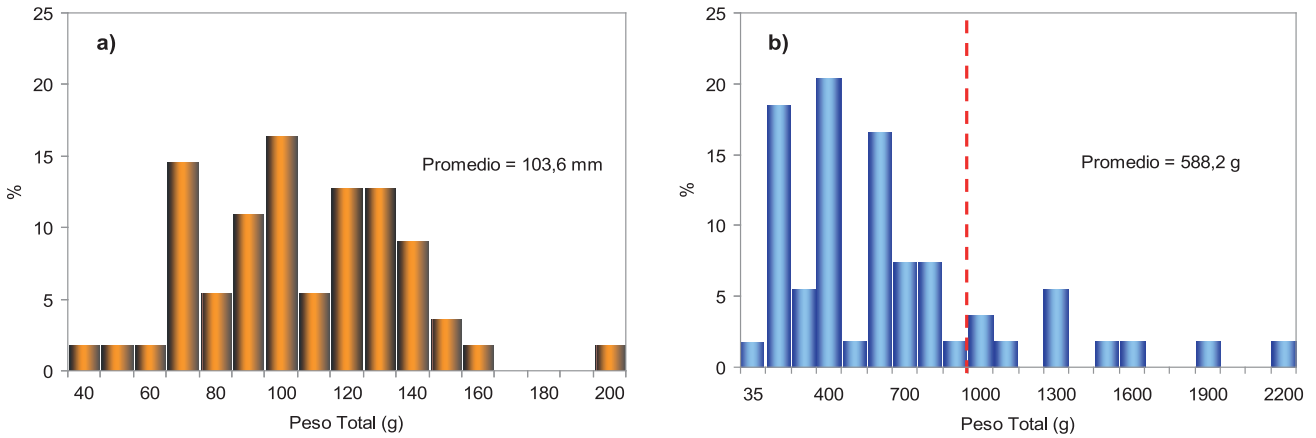 a)
Promedio = 103,6 mm
25
20
15
10
5
0
%
40 60 80 100 120 140 160 180 200
Peso Total (g)
b)
Promedio = 588,2 g
25
20
15
10
5
0
%
35 400 700 1000 1300 1600 1900 2200
Peso Total (g)